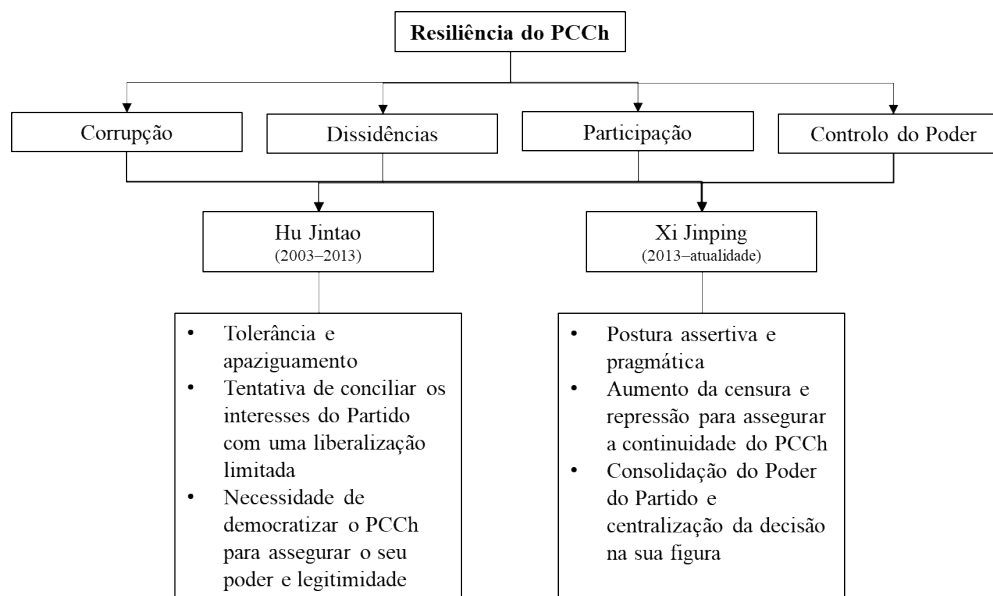 Resiliência do PCCh
Corrupção
Dissidências
Participação
Controlo do Poder
Hu Jintao
(2003–2013)
Xi Jinping
(2013–atualidade)
• Tolerância e
apaziguamento
• Tentativa de conciliar os
interesses do Partido
com uma liberalização
limitada
• Necessidade de
democratizar o PCCh
para assegurar o seu
poder e legitimidade
• Postura assertiva e
pragmática
• Aumento da censura e
repressão para assegurar
a continuidade do PCCh
• Consolidação do Poder
do Partido e
centralização da decisão
na sua figura